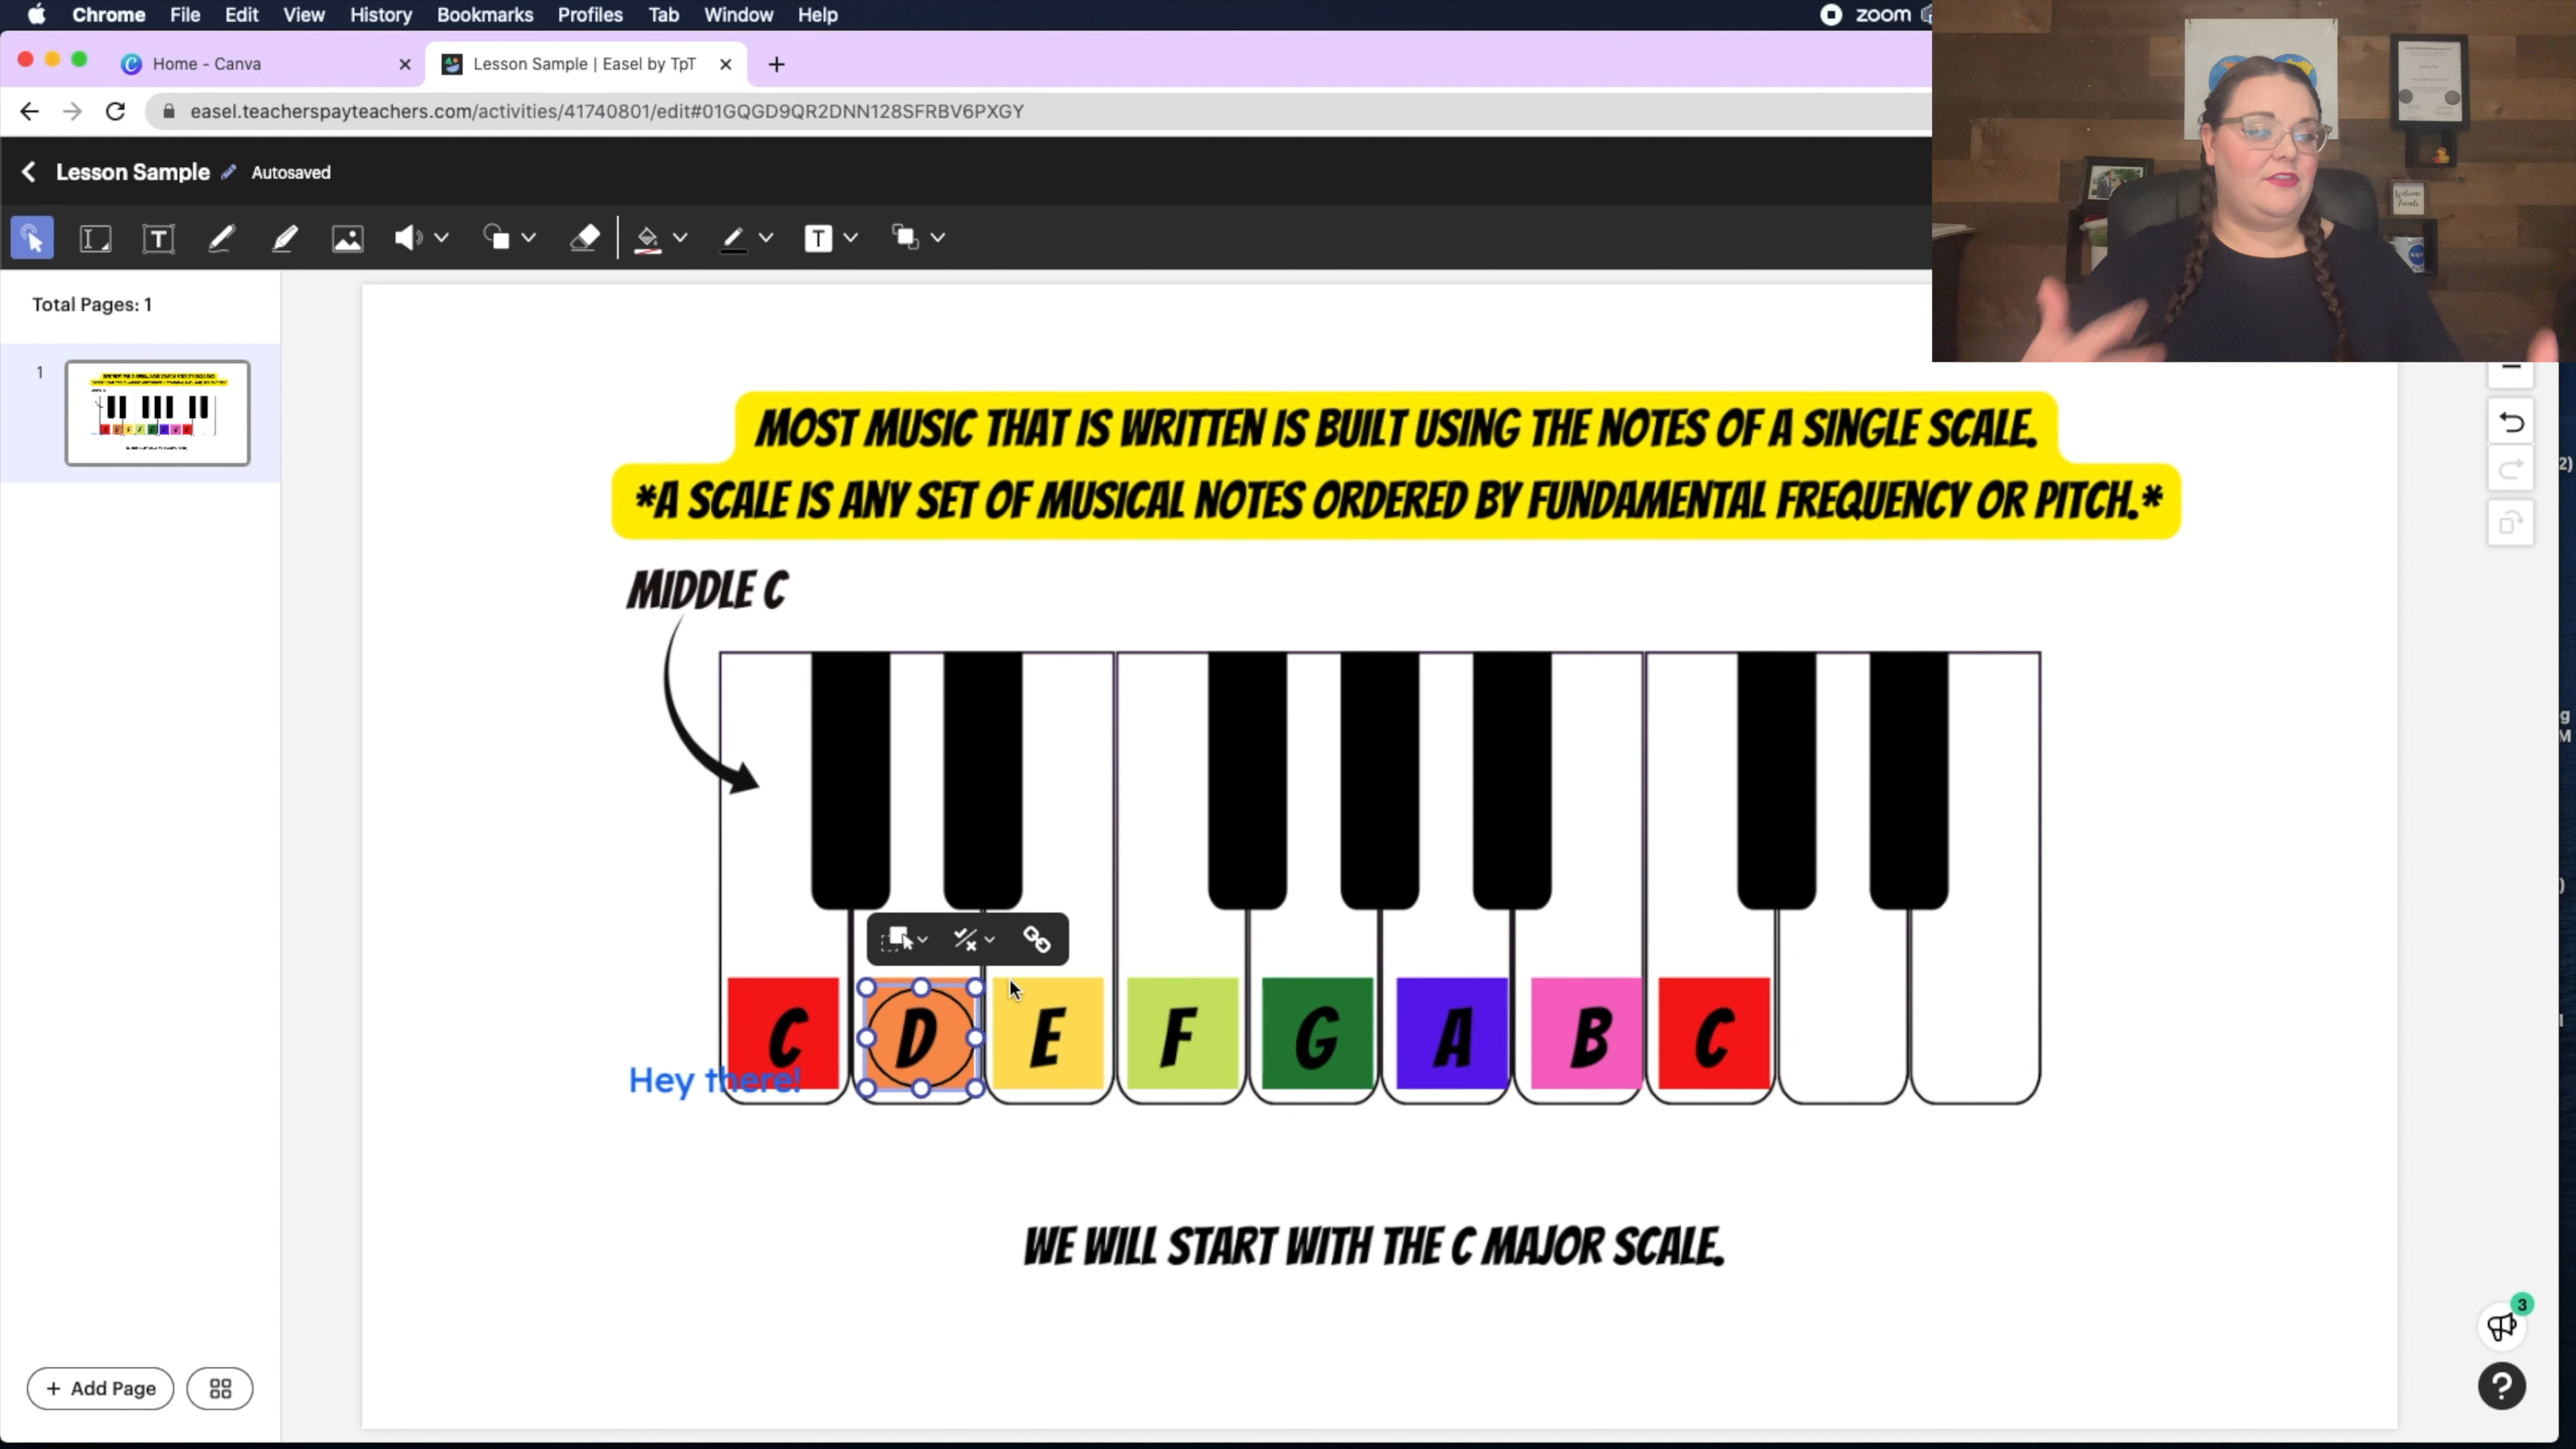 Chrome File Edit View History Bookmarks Profiles Tab Window Help
zoom
Home - Canva
Lesson Sample | Easel by TpT
easel.teacherspayteachers.com/activities/41740801/edit#01GQGD9QR2DNN128SFRBV6PXGY
Lesson Sample Autosaved
T
T
Total Pages: 1
1
MOST MUSIC THAT IS WRITTEN IS BUILT USING THE NOTES OF A SINGLE SCALE.
*A SCALE IS ANY SET OF MUSICAL NOTES ORDERED BY FUNDAMENTAL FREQUENCY OR PITCH.*
MIDDLE C
C D E F G A B C
Hey there!
WE WILL START WITH THE C MAJOR SCALE.
+ Add Page
3
?